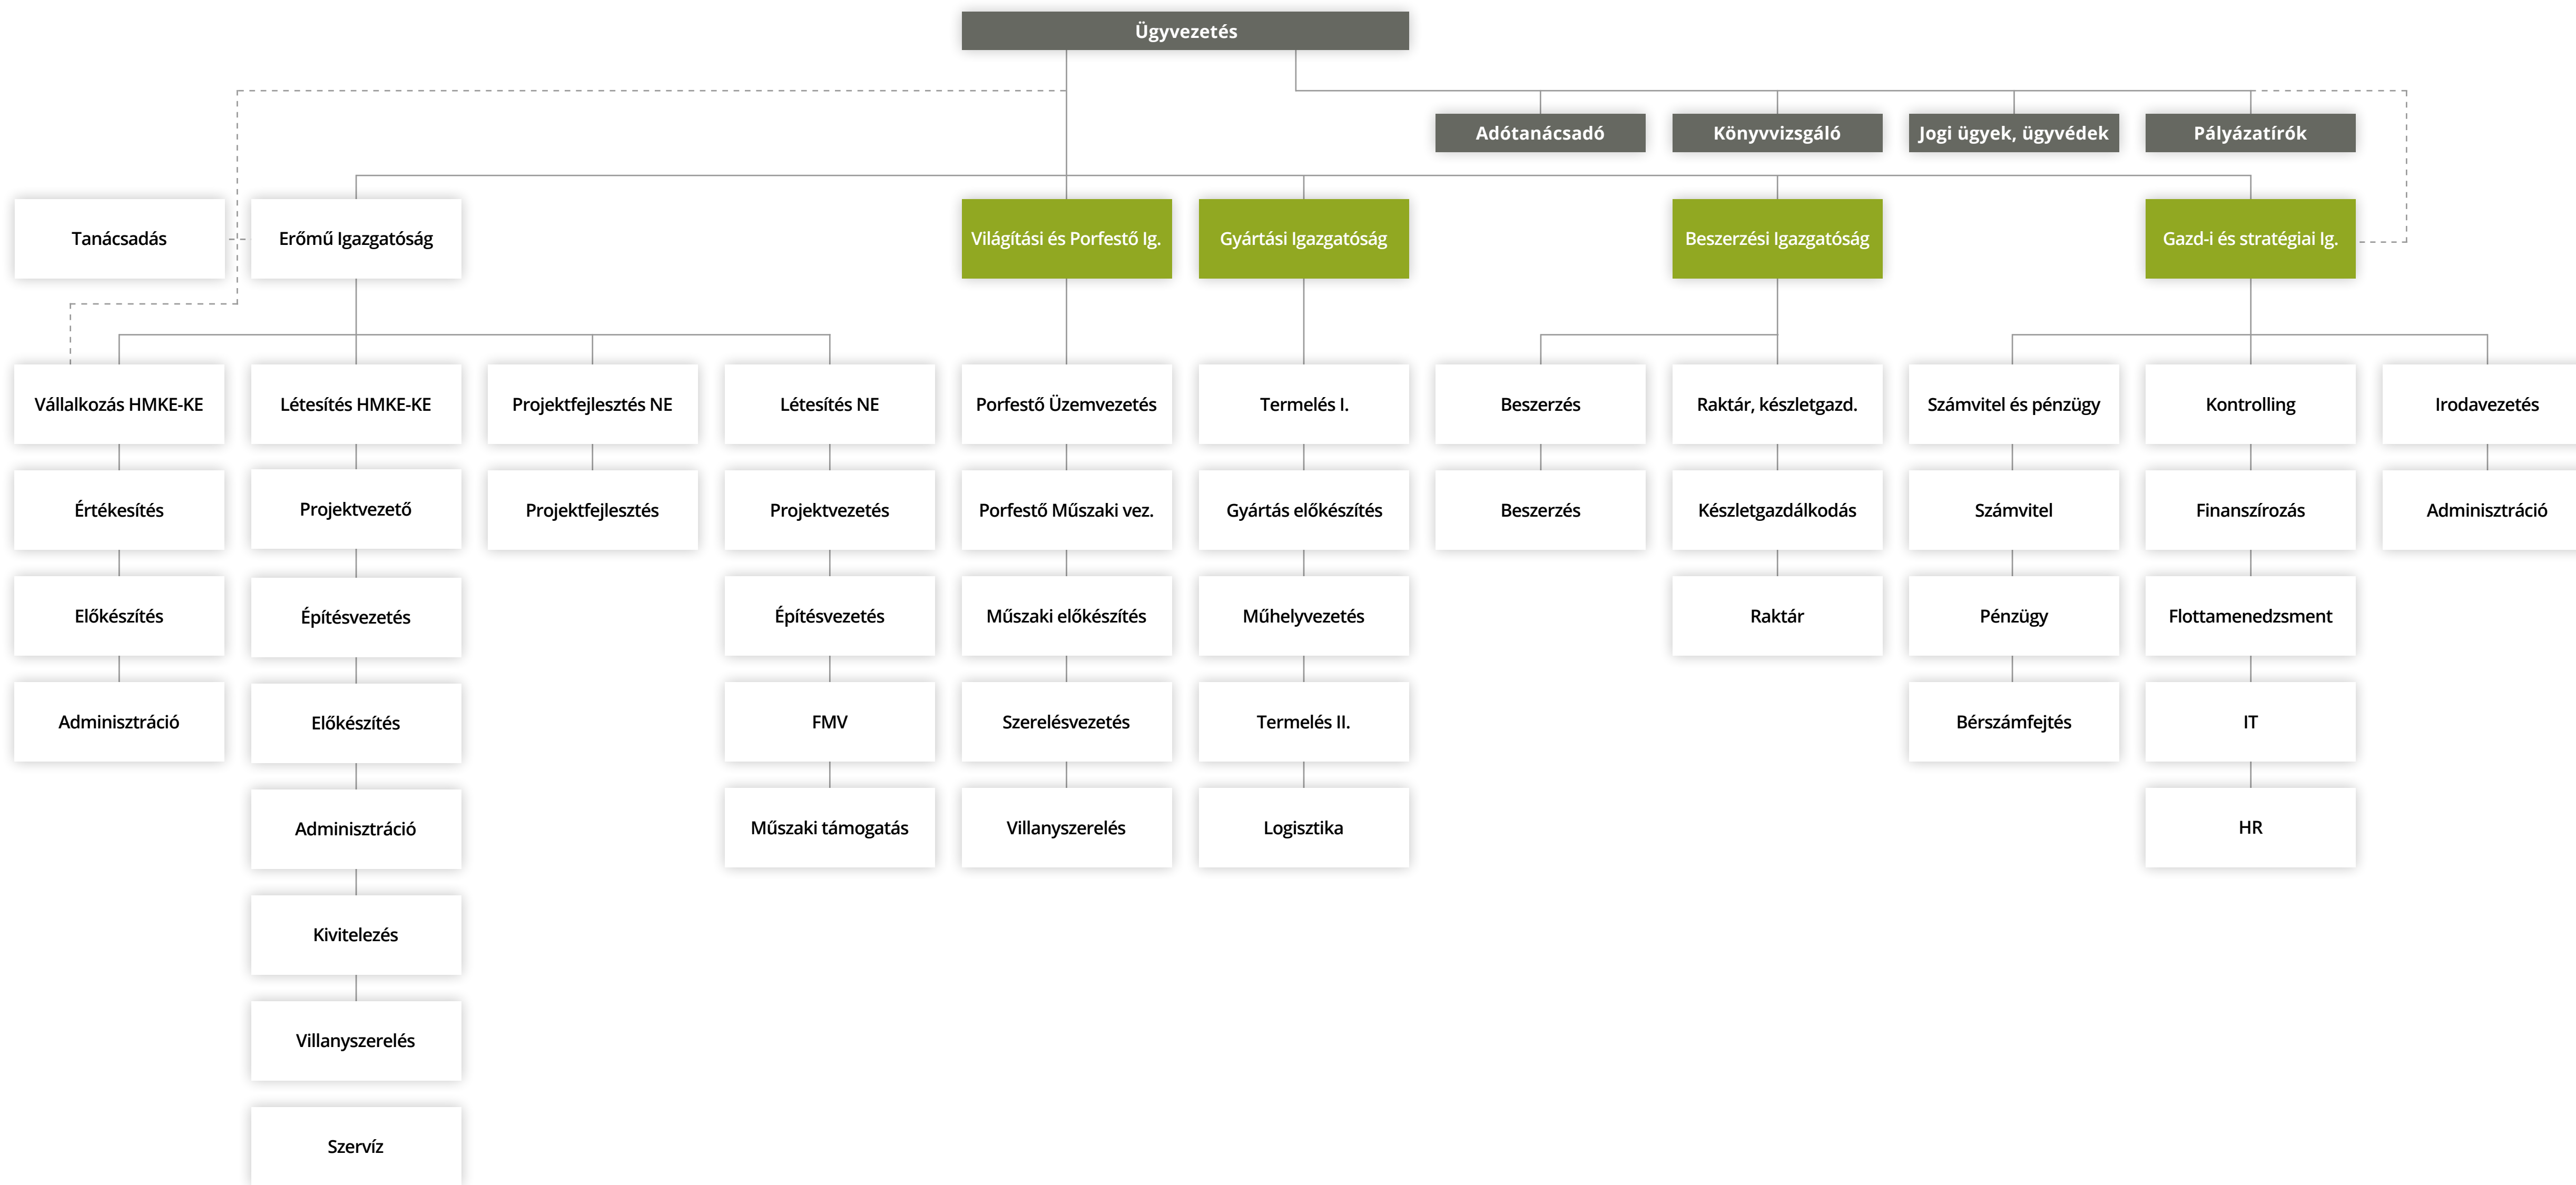 Ügyvezetés
Adótanácsadó
Könyvvizsgáló
Jogi ügyek, ügyvédek
Pályázatírók
Tanácsadás
Erőmű Igazgatóság
Világítási és Porfestő Ig.
Gyártási Igazgatóság
Beszerzési Igazgatóság
Gazd-i és stratégiai Ig.
Vállalkozás HMKE-KE
Létesítés HMKE-KE
Projektfejlesztés NE
Létesítés NE
Porfestő Üzemvezetés
Termelés I.
Beszerzés
Raktár, készletgazd.
Számvitel és pénzügy
Kontrolling
Irodavezetés
Értékesítés
Projektvezető
Projektfejlesztés
Projektvezetés
Porfestő Műszaki vez.
Gyártás előkészítés
Beszerzés
Készletgazdálkodás
Számvitel
Finanszírozás
Adminisztráció
Előkészítés
Építésvezetés
Építésvezetés
Műszaki előkészítés
Műhelyvezetés
Raktár
Pénzügy
Flottamenedzsment
Adminisztráció
Előkészítés
FMV
Szerelésvezetés
Termelés II.
Bérszámfejtés
IT
Adminisztráció
Műszaki támogatás
Villanyszerelés
Logisztika
HR
Kivitelezés
Villanyszerelés
Szervíz